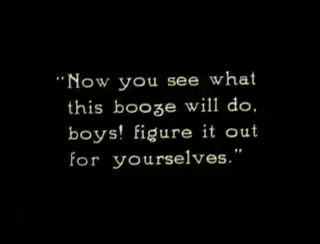 "Now you see what
this booze will do,
boys! figure it out
for yourselves."